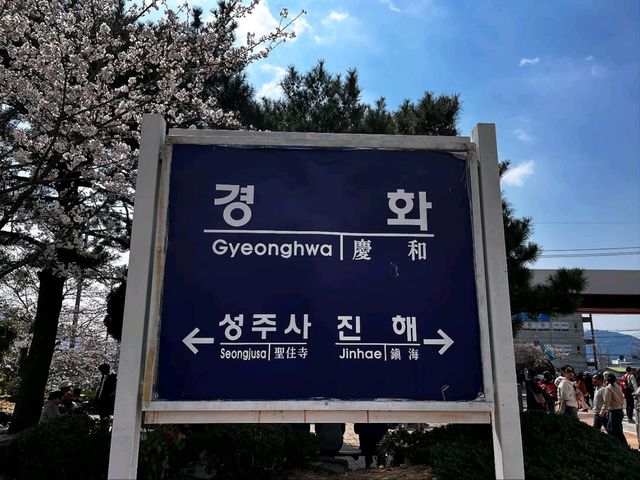 경 화
Gyeonghwa 慶 和
← 성주사 진 해 →
Seongjusa 聖住寺 Jinhae 鎭 海